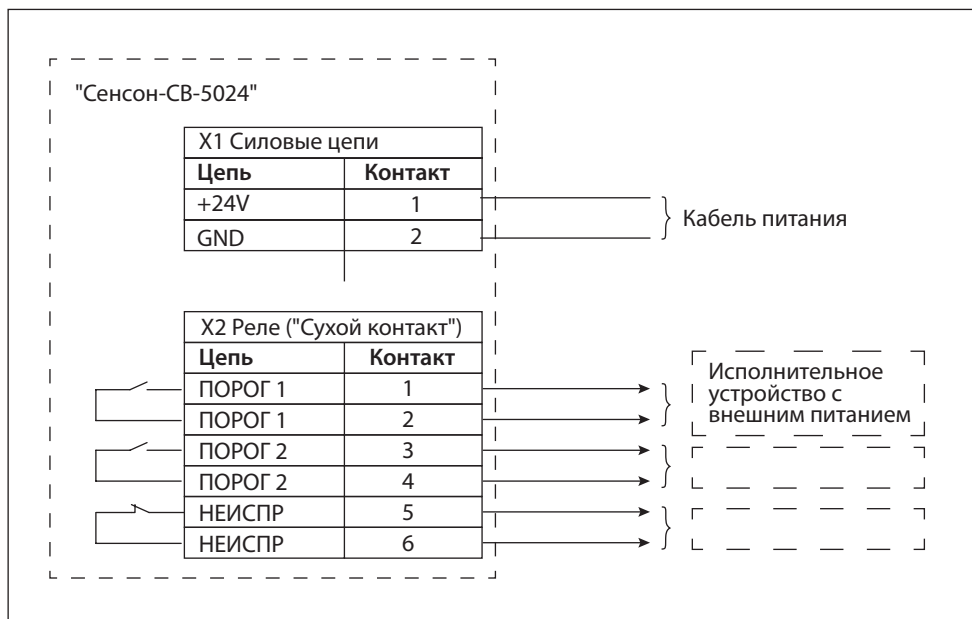 "Сенсон-СВ-5024"
X1 Силовые цепи
Цепь Контакт
+24V 1
GND 2
Кабель питания
X2 Реле ("Сухой контакт")
Цепь Контакт
ПОРОГ 1 1
ПОРОГ 1 2
ПОРОГ 2 3
ПОРОГ 2 4
НЕИСПР 5
НЕИСПР 6
Исполнительное
устройство с
внешним питанием